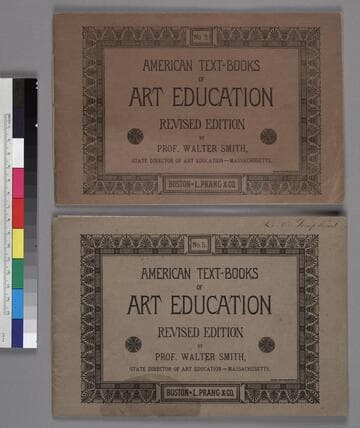 No. 2.
AMERICAN TEXT-BOOKS
OF
ART EDUCATION
REVISED EDITION
BY
PROF. WALTER SMITH,
STATE DIRECTOR OF ART EDUCATION—MASSACHUSETTS.
BOSTON • L. PRANG & CO.
No. 5.
AMERICAN TEXT-BOOKS
OF
ART EDUCATION
REVISED EDITION
BY
PROF. WALTER SMITH,
STATE DIRECTOR OF ART EDUCATION—MASSACHUSETTS.
BOSTON • L. PRANG & CO.